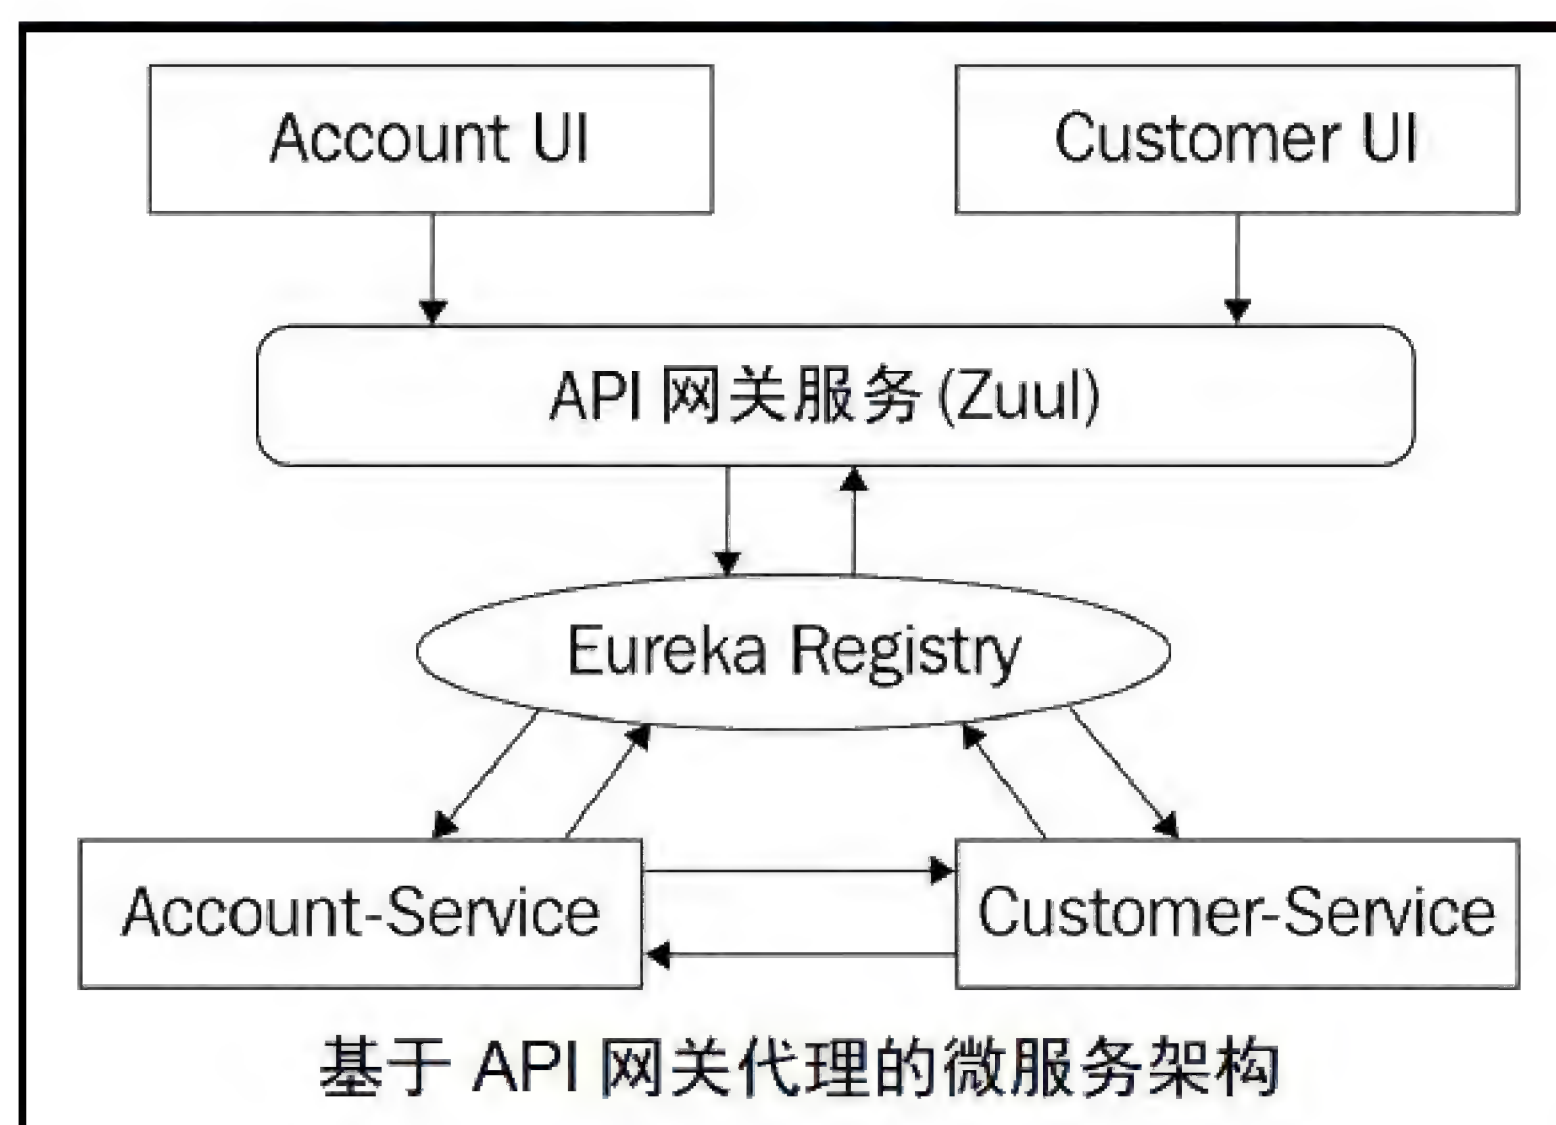 Account UI
Customer UI
API 网关服务 (Zuul)
Eureka Registry
Account-Service
Customer-Service
基于 API 网关代理的微服务架构